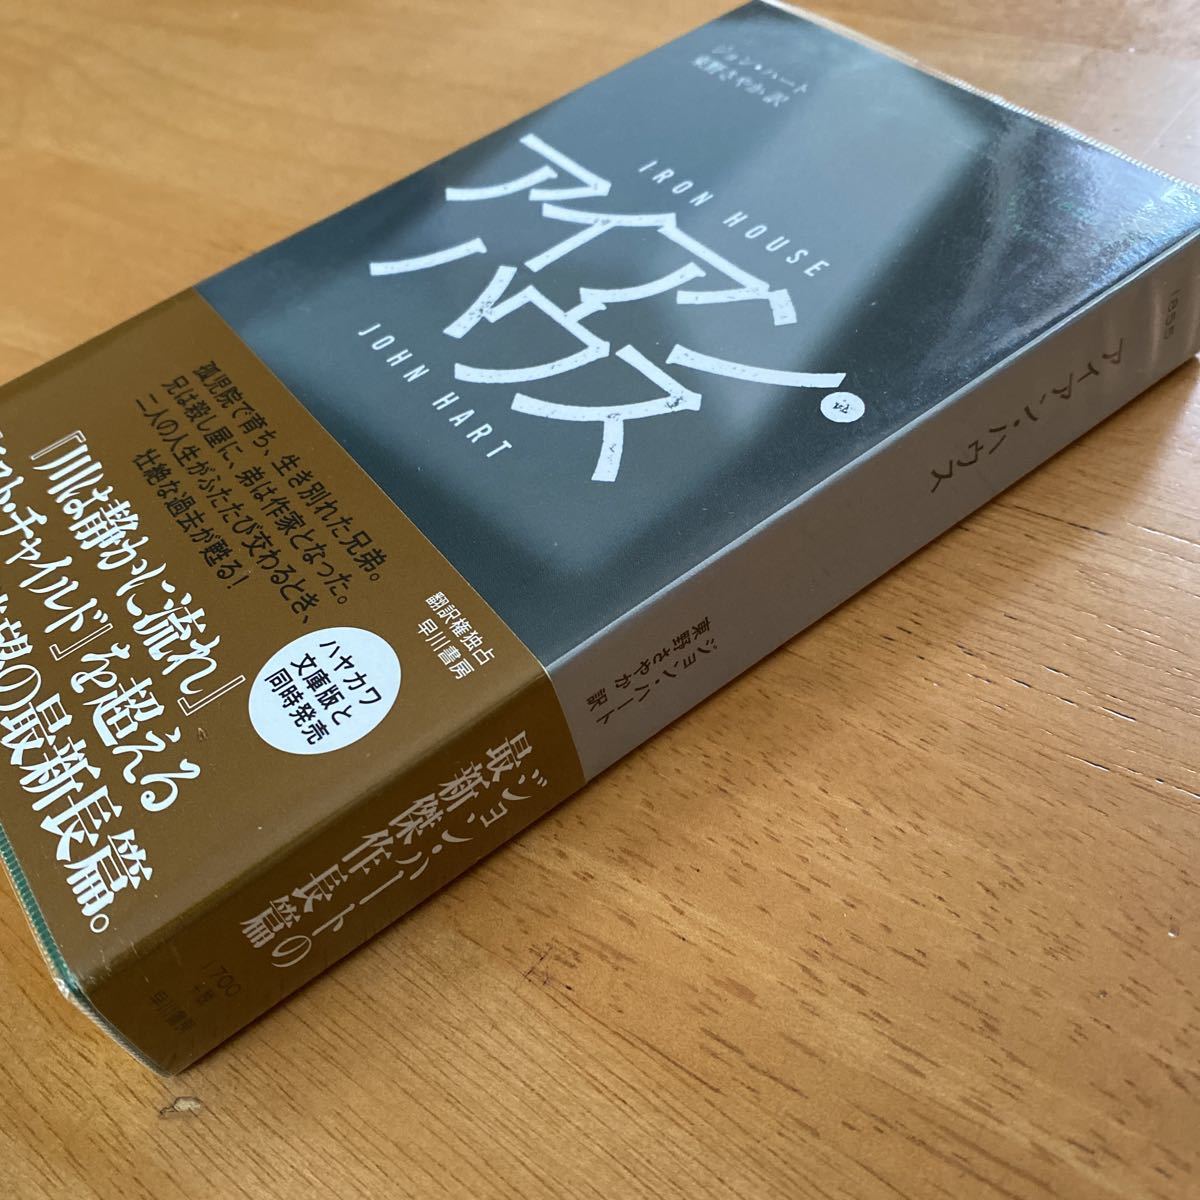 ジョン・ハート
東野さやか訳
IRON HOUSE
アイアン・
ハウス
JOHN HART
孤児院で育ち、生き別れた兄弟。
兄は殺し屋に、弟は作家となった。
二人の人生がふたたび交わるとき、
壮絶な過去が甦る!
翻訳権独占
早川書房
ハヤカワ
文庫版と
同時発売
『川は静かに流れ』
チャイルド』を超える
の最新長篇。
1855
アイアン・ハウス
ジョン・ハート
東野さやか訳
ジョン・ハートの
最新傑作長篇
1700
早川書房